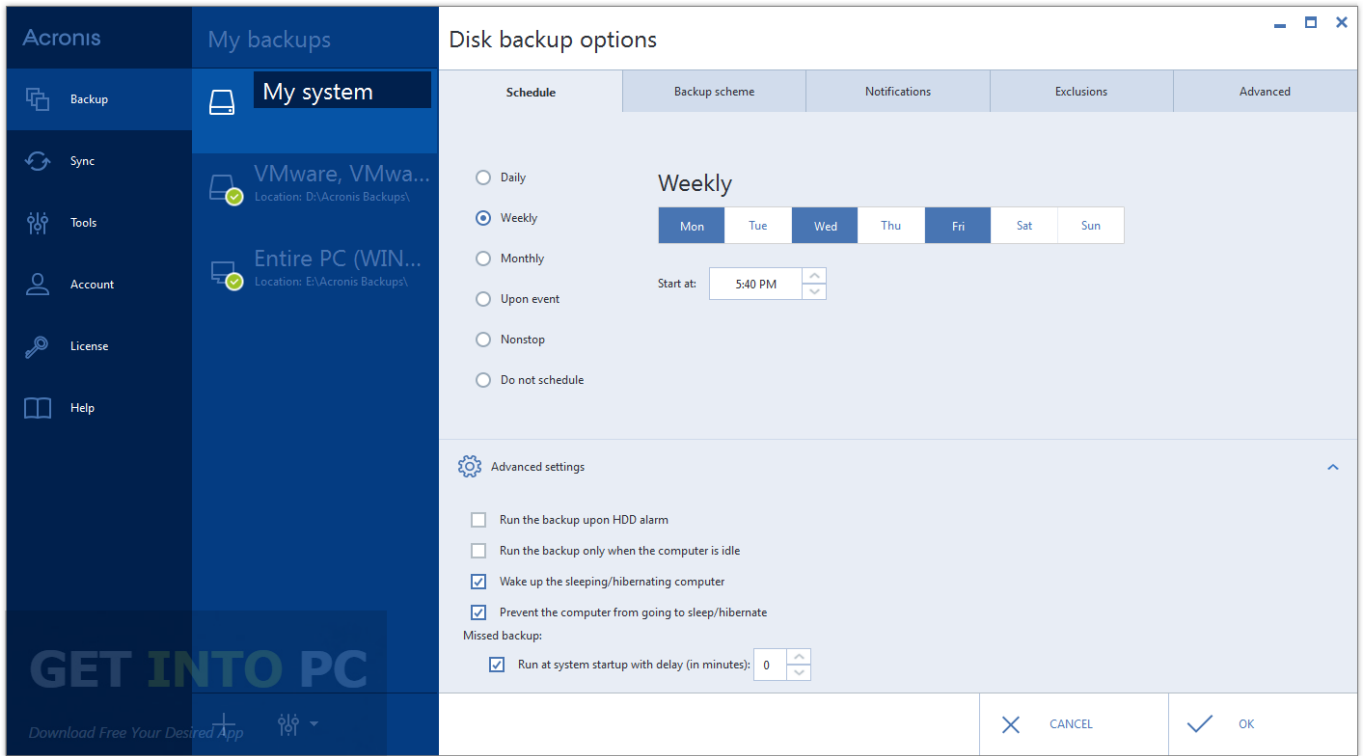 Acronis
My backups
Disk backup options
Backup
Sync
Tools
Account
License
Help
My system
VMware, VMwa...
Location: D:\Acronis Backups\
Entire PC (WIN...
Location: E:\Acronis Backups\
Schedule
Backup scheme
Notifications
Exclusions
Advanced
Daily
Weekly
Monthly
Upon event
Nonstop
Do not schedule
Weekly
Mon Tue Wed Thu Fri Sat Sun
Start at: 5:40 PM
Advanced settings
Run the backup upon HDD alarm
Run the backup only when the computer is idle
Wake up the sleeping/hibernating computer
Prevent the computer from going to sleep/hibernate
Missed backup:
Run at system startup with delay (in minutes): 0
CANCEL
OK
GET INTO PC
Download Free Your Desired App